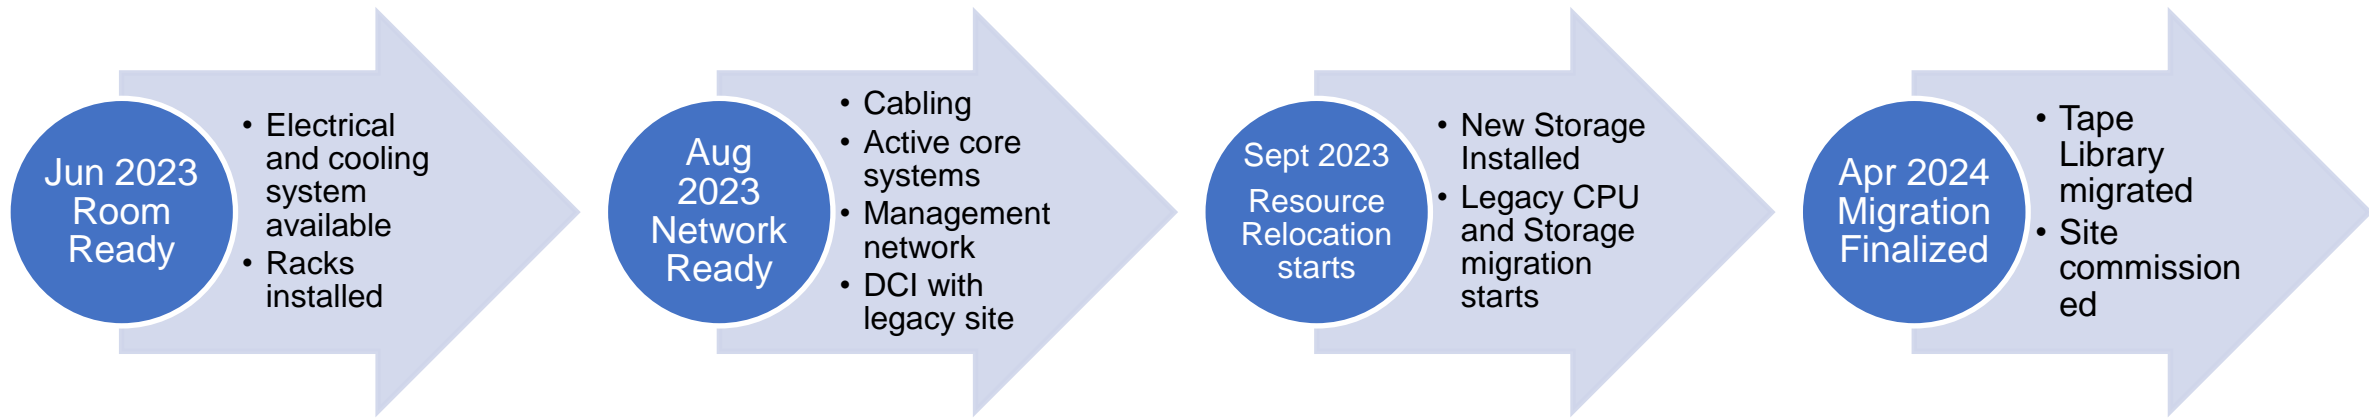 Jun 2023
Room
Ready
• Electrical
and cooling
system
available
• Racks
installed
Aug
2023
Network
Ready
• Cabling
• Active core
systems
• Management
network
• DCI with
legacy site
Sept 2023
Resource
Relocation
starts
• New Storage
Installed
• Legacy CPU
and Storage
migration
starts
Apr 2024
Migration
Finalized
• Tape
Library
migrated
• Site
commission
ed